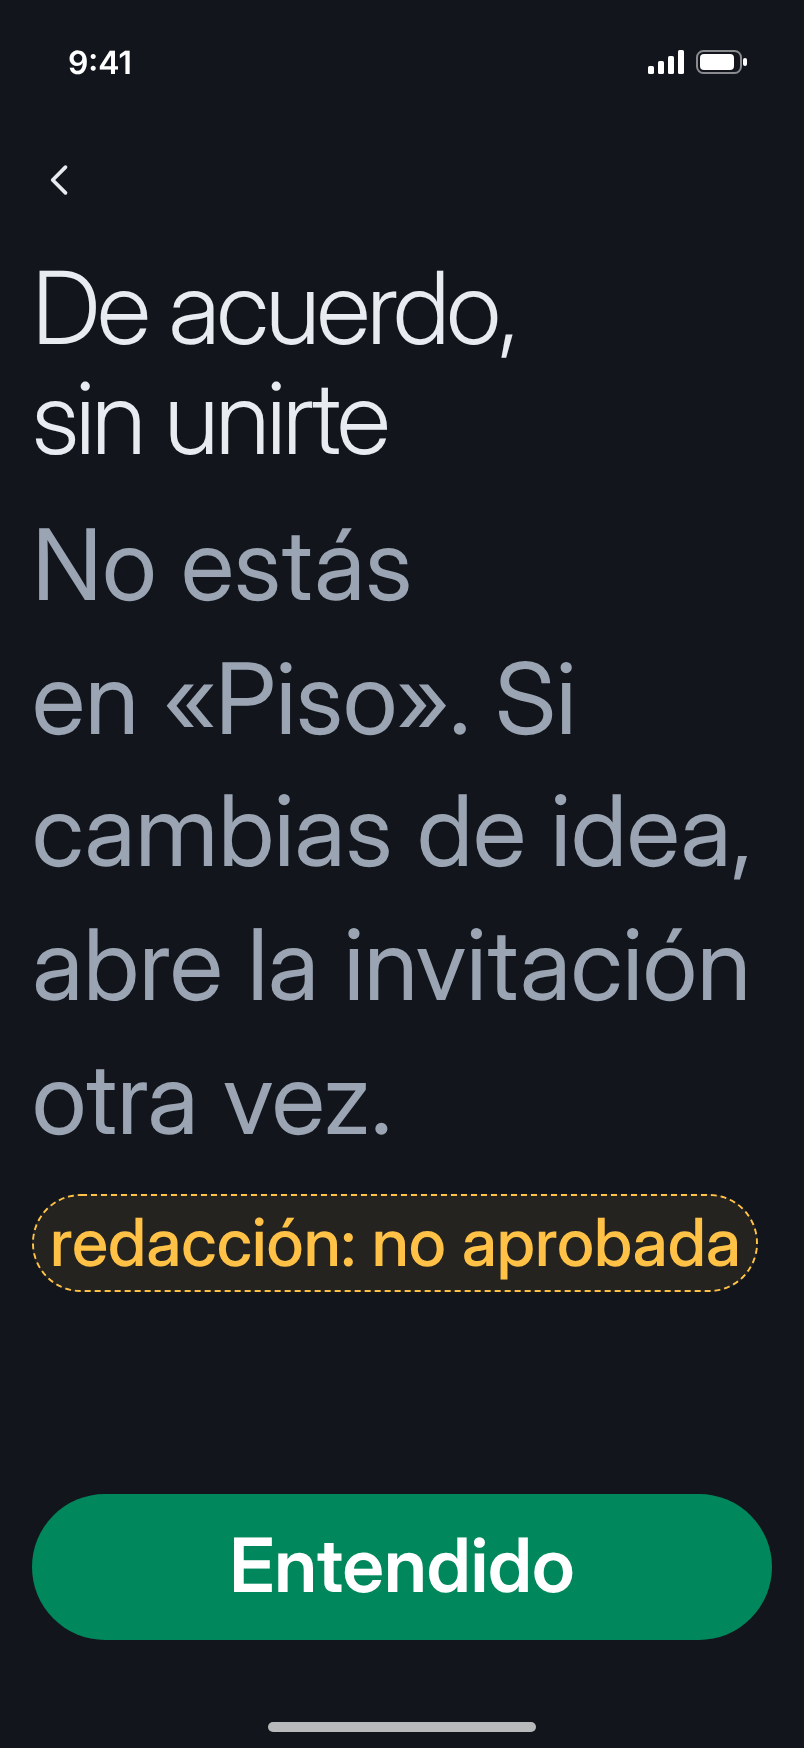 9:41
De acuerdo,
sin unirte
No estás
en «Piso». Si
cambias de idea,
abre la invitación
otra vez.
redacción: no aprobada
Entendido